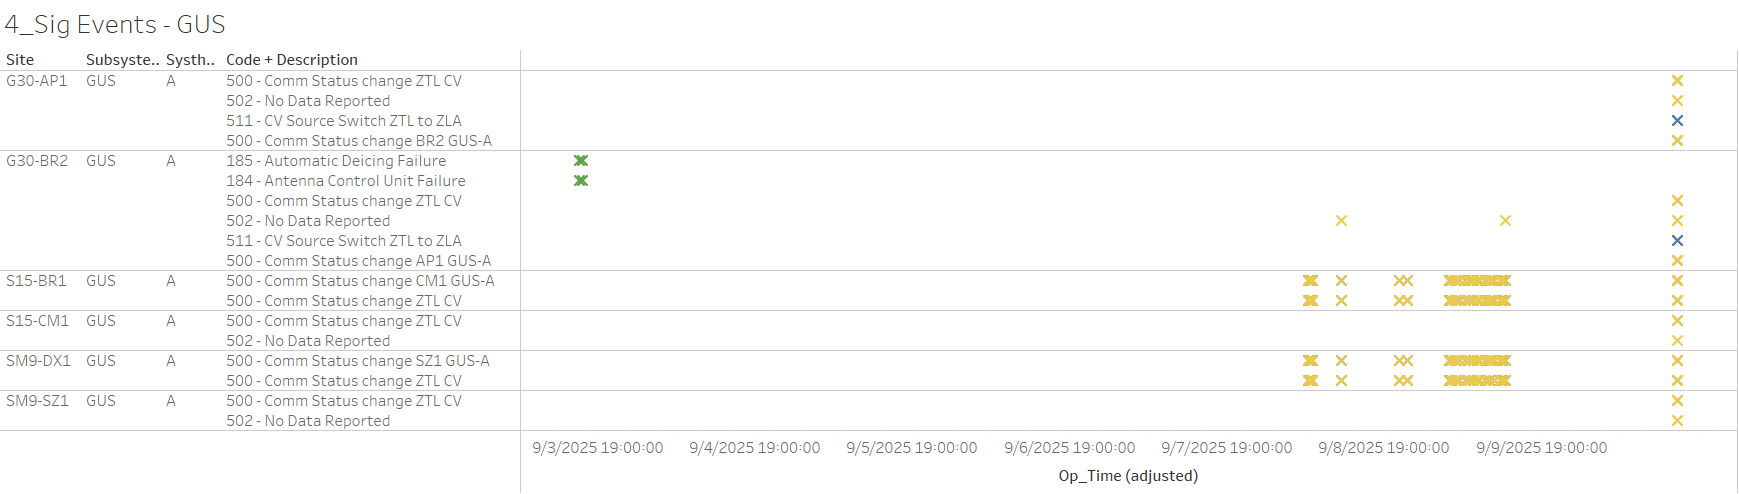 4_Sig Events - GUS
Site Subsyste.. Systh.. Code + Description
G30-AP1 GUS A 500 - Comm Status change ZTL CV
502 - No Data Reported
511 - CV Source Switch ZTL to ZLA
500 - Comm Status change BR2 GUS-A
G30-BR2 GUS A 185 - Automatic Deicing Failure
184 - Antenna Control Unit Failure
500 - Comm Status change ZTL CV
502 - No Data Reported
511 - CV Source Switch ZTL to ZLA
500 - Comm Status change AP1 GUS-A
S15-BR1 GUS A 500 - Comm Status change CM1 GUS-A
500 - Comm Status change ZTL CV
S15-CM1 GUS A 500 - Comm Status change ZTL CV
502 - No Data Reported
SM9-DX1 GUS A 500 - Comm Status change SZ1 GUS-A
500 - Comm Status change ZTL CV
SM9-SZ1 GUS A 500 - Comm Status change ZTL CV
502 - No Data Reported
9/3/2025 19:00:00 9/4/2025 19:00:00 9/5/2025 19:00:00 9/6/2025 19:00:00 9/7/2025 19:00:00 9/8/2025 19:00:00 9/9/2025 19:00:00
Op_Time (adjusted)